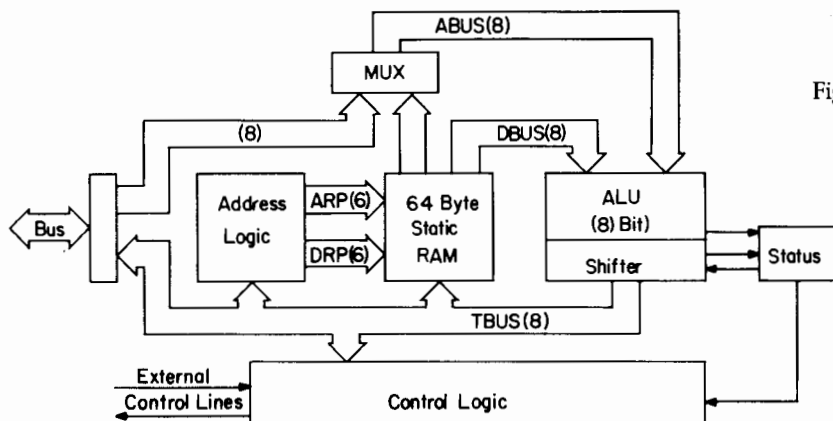 ABUS(8)
MUX
Fig
(8)
DBUS(8)
Bus
Address
Logic
ARP(6)
DRP(6)
64 Byte
Static
RAM
ALU
(8) Bit)
Shifter
Status
TBUS(8)
External
Control Lines
Control Logic